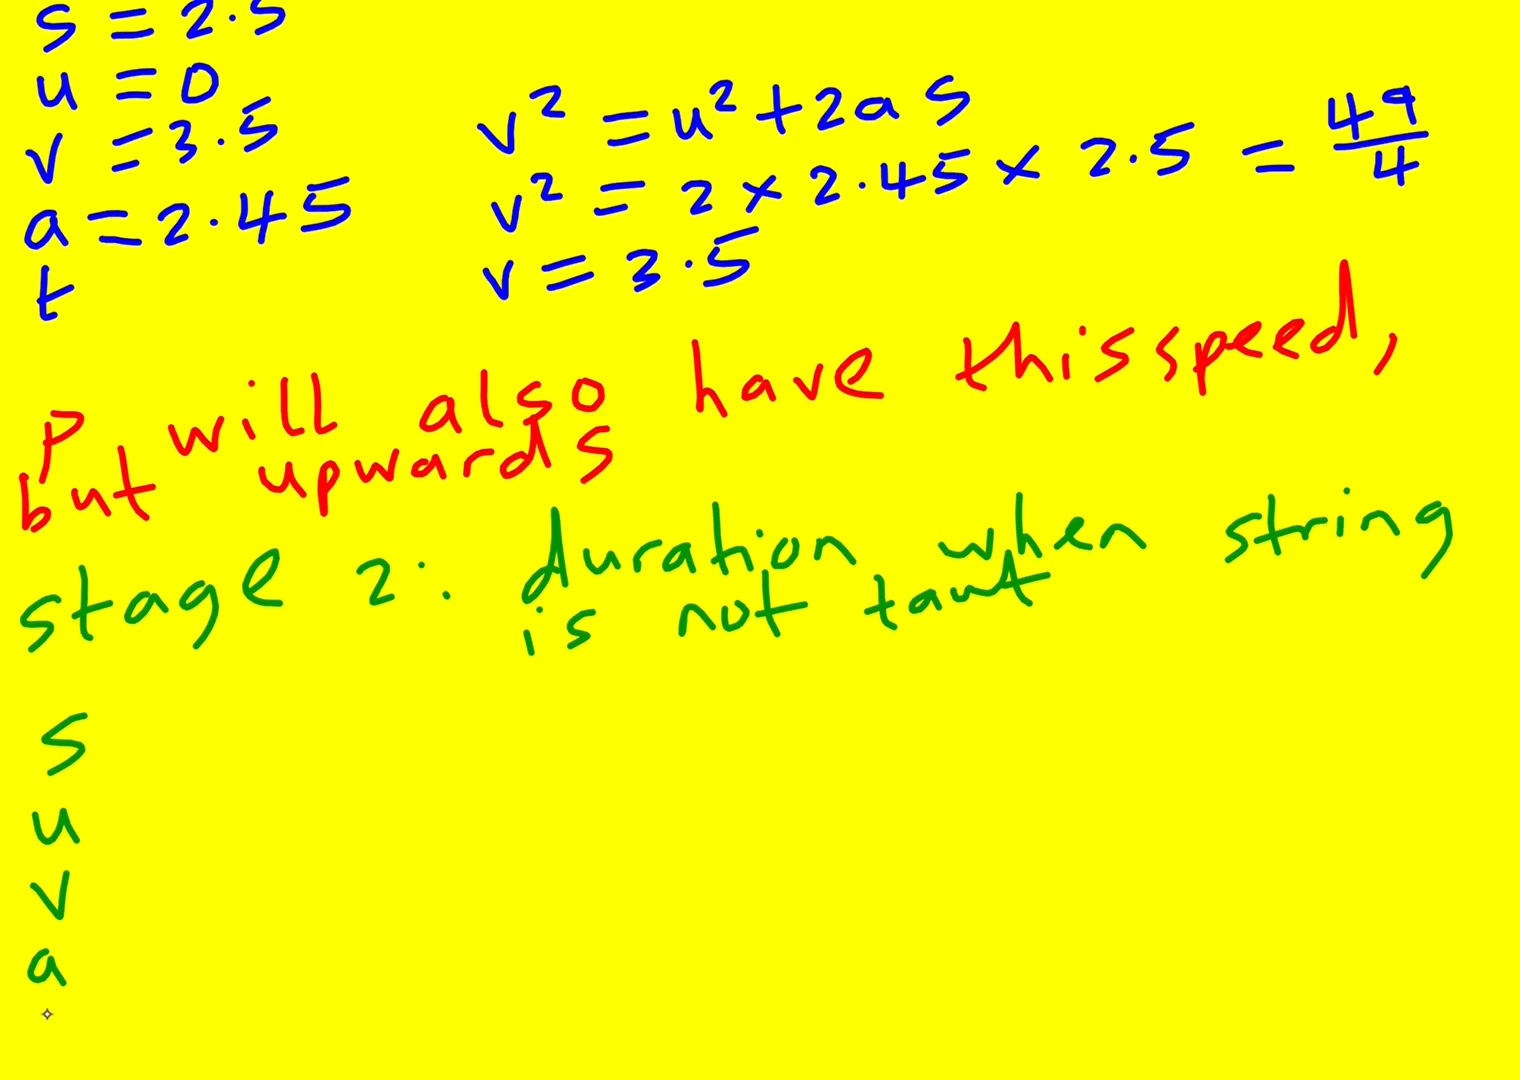 s = 2.5
u = 0
v = 3.5
a = 2.45
t
v² = u² + 2as
v² = 2 × 2.45 × 2.5 = 49/4
v = 3.5
P will also have this speed,
but upwards
stage 2: duration when string
is not taut
s
u
v
a